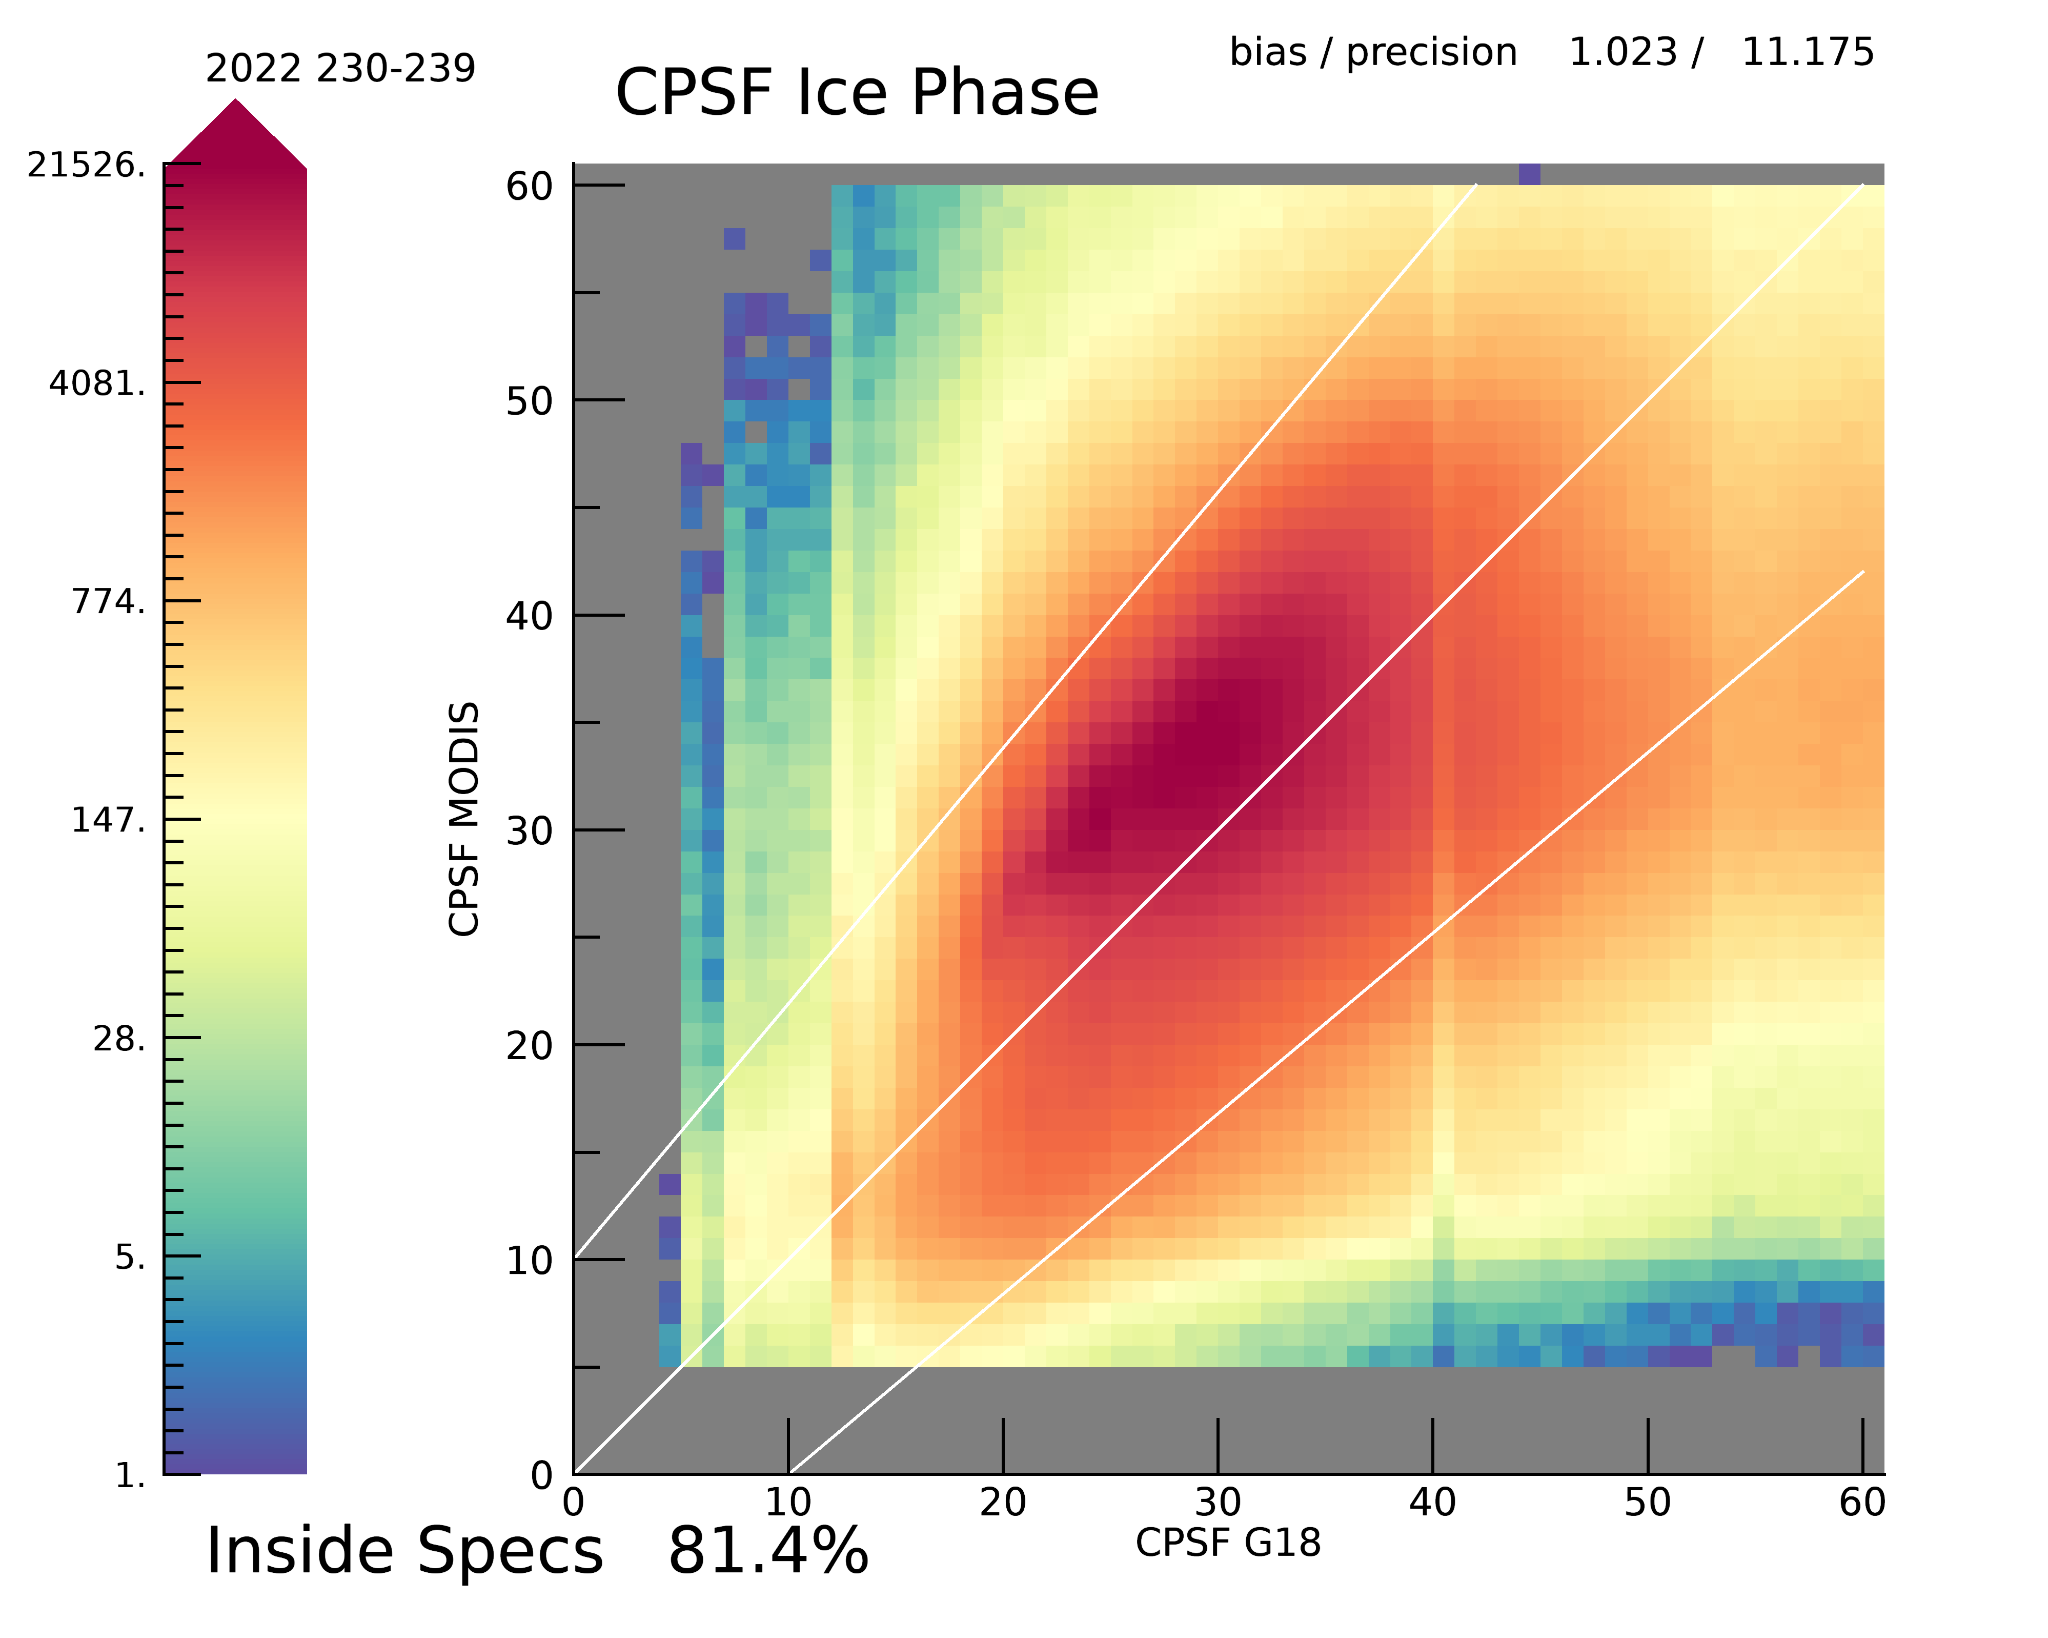 2022 230-239
CPSF Ice Phase
bias / precision 1.023 / 11.175
21526.
4081.
774.
147.
28.
5.
1.
CPSF MODIS
60
50
40
30
20
10
0
0 10 20 30 40 50 60
CPSF G18
Inside Specs 81.4%